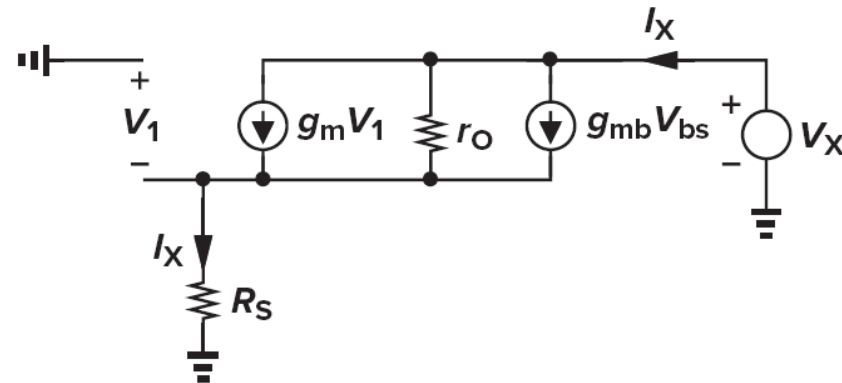 I_X
+
V_1
−
g_mV_1
r_O
g_mbV_bs
+
−
V_X
I_X
R_S